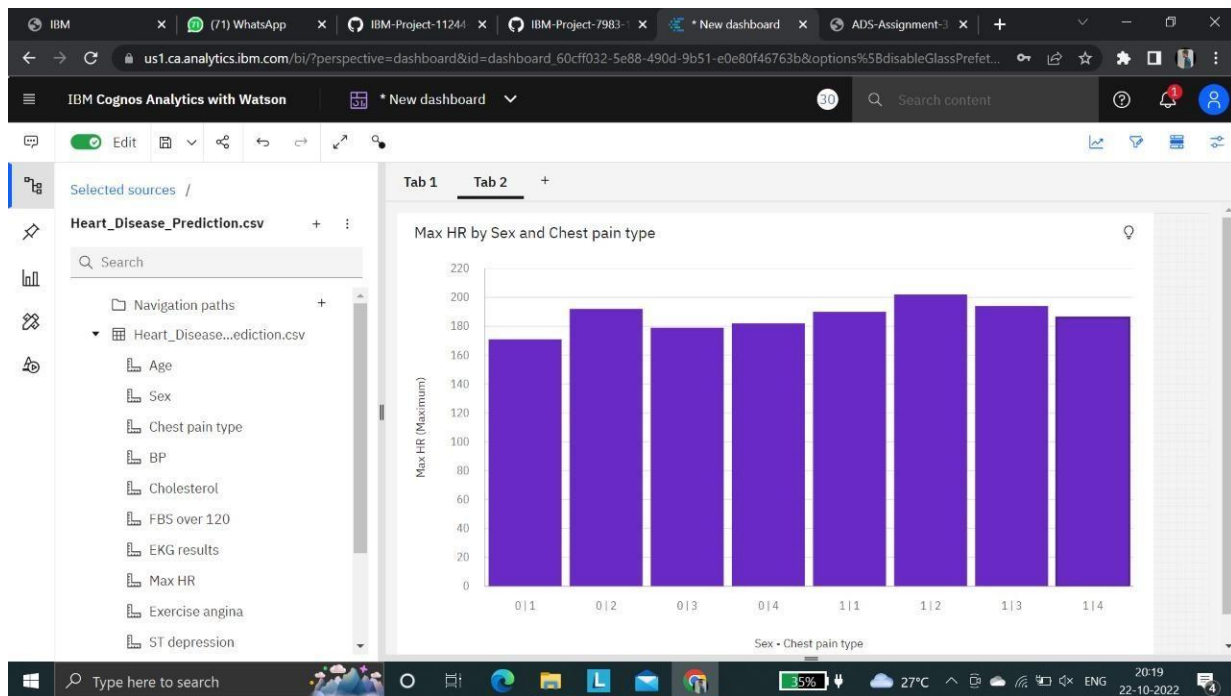 IBM
(71) WhatsApp
IBM-Project-11244
IBM-Project-7983-1
* New dashboard
ADS-Assignment-3
us1.ca.analytics.ibm.com/bi/?perspective=dashboard&id=dashboard_60cff032-5e88-490d-9b51-e0e80f46763b&options%5BdisableGlassPrefet...
IBM Cognos Analytics with Watson
* New dashboard
30
Search content
1
Edit
Selected sources /
Tab 1
Tab 2
+
Heart_Disease_Prediction.csv
Search
Navigation paths
Heart_Disease...ediction.csv
Age
Sex
Chest pain type
BP
Cholesterol
FBS over 120
EKG results
Max HR
Exercise angina
ST depression
Max HR by Sex and Chest pain type
Max HR (Maximum)
220
200
180
160
140
120
100
80
60
40
20
0
0|1 0|2 0|3 0|4 1|1 1|2 1|3 1|4
Sex - Chest pain type
Type here to search
L
35%
27°C
ENG
20:19
22-10-2022